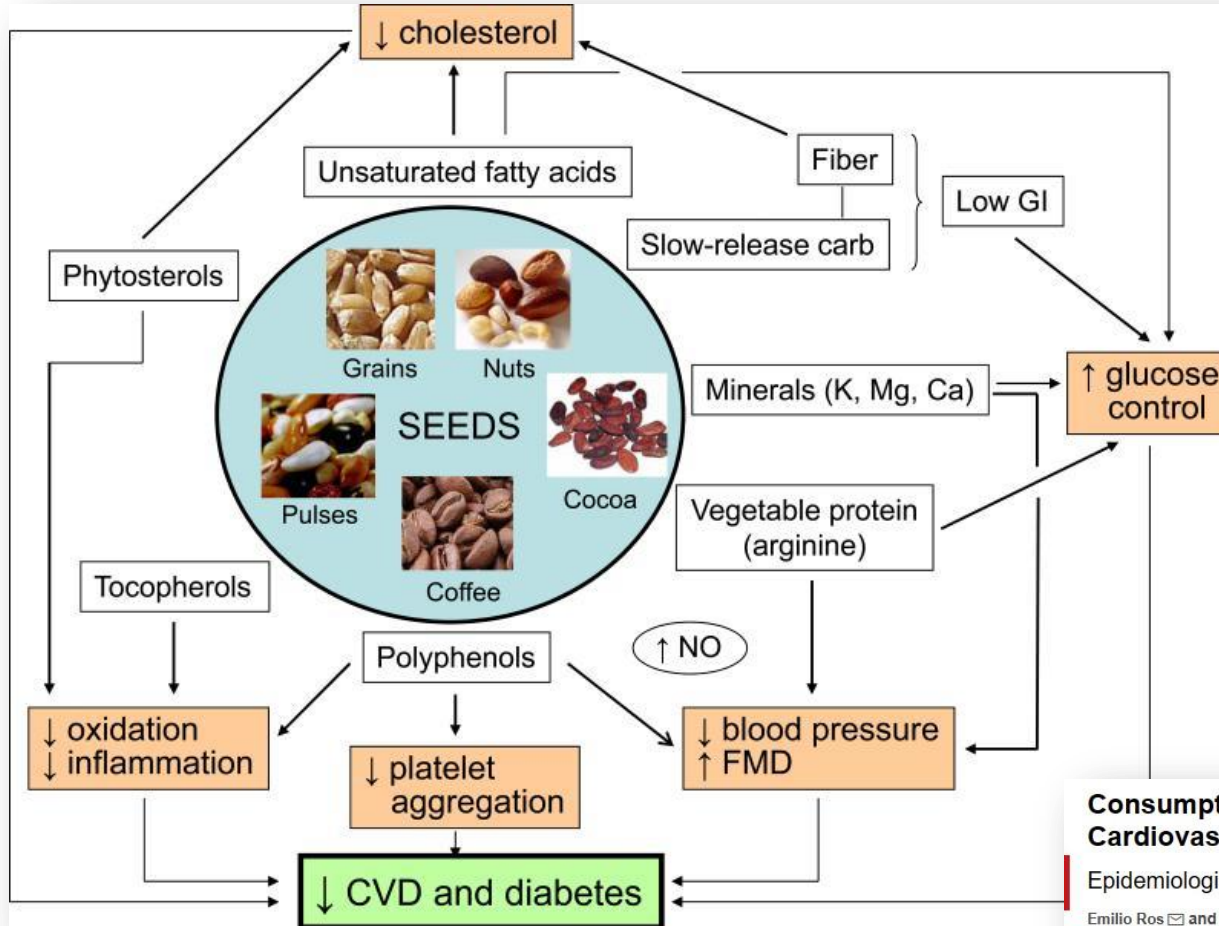 ↓ cholesterol
Unsaturated fatty acids
Fiber
Low GI
Slow-release carb
Phytosterols
Grains
Nuts
Minerals (K, Mg, Ca)
↑ glucose
control
SEEDS
Pulses
Cocoa
Vegetable protein
(arginine)
Coffee
Tocopherols
Polyphenols
↑ NO
↓ oxidation
↓ inflammation
↓ platelet
aggregation
↓ blood pressure
↑ FMD
↓ CVD and diabetes
Cardiovas
Epidemiologi
Emilio Ros and